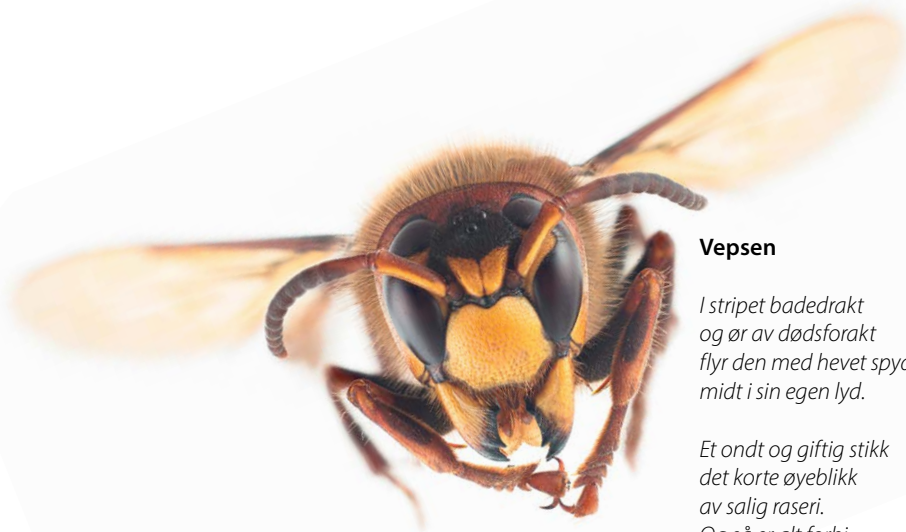 Vepsen
I stripet badedrakt
og ør av dødsforakt
flyr den med hevet spyd
midt i sin egen lyd.
Et ondt og giftig stikk
det korte øyeblikk
av salig raseri.